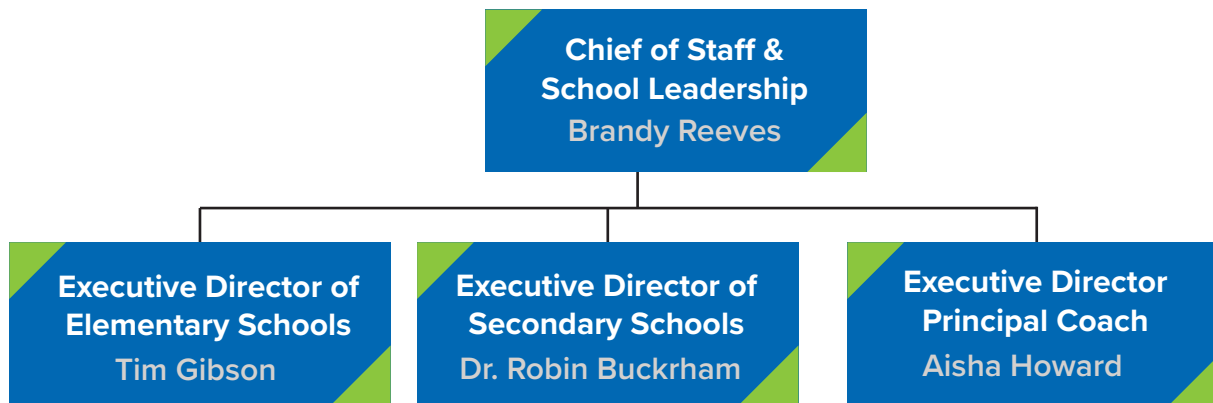 Chief of Staff &
School Leadership
Brandy Reeves
Executive Director of
Elementary Schools
Tim Gibson
Executive Director of
Secondary Schools
Dr. Robin Buckrham
Executive Director
Principal Coach
Aisha Howard